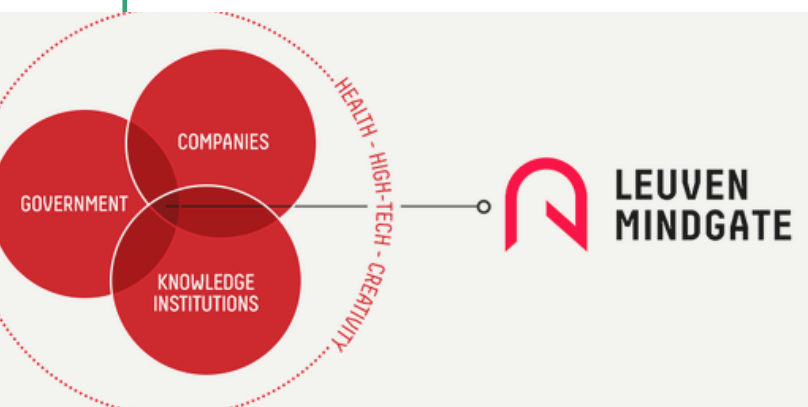 COMPANIES
GOVERNMENT
KNOWLEDGE
INSTITUTIONS
HEALTH - HIGH-TECH - CREATIVITY
LEUVEN
MINDGATE